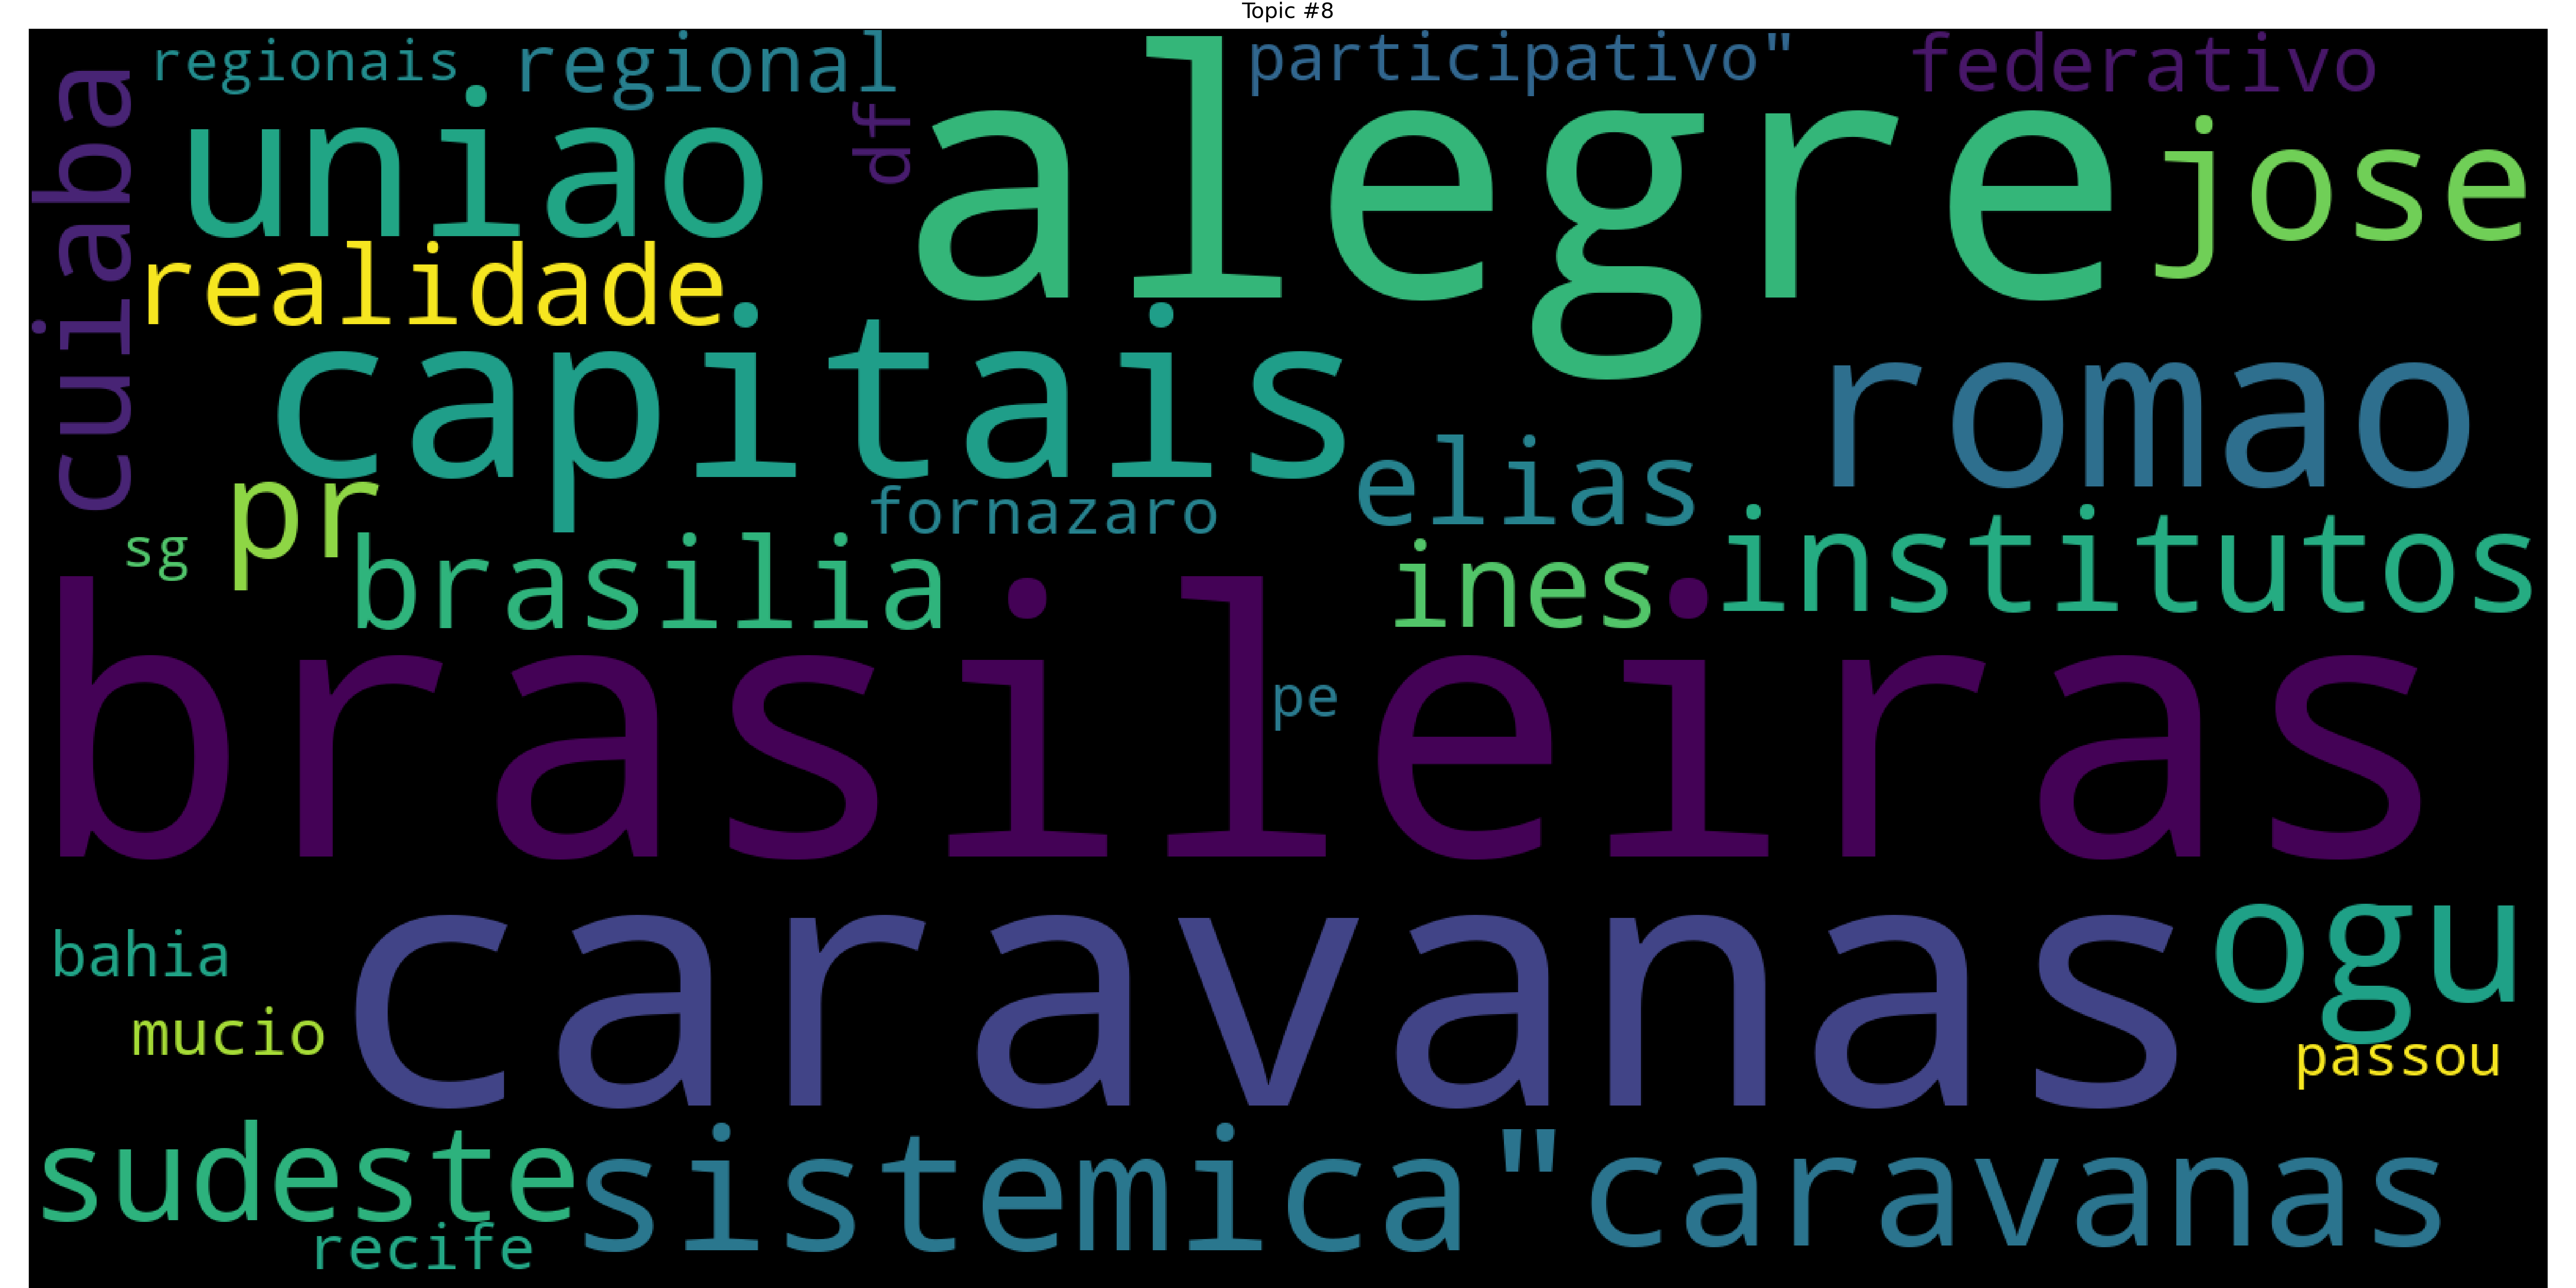 Topic #8
regionais
regional
participativo"
federativo
cuiaba
uniao
df
alegre
jose
realidade
capitais
romao
elias
pr
fornazaro
sg
brasilia
ines
institutos
brasileiras
pe
bahia
caravanas
ogu
mucio
passou
sudeste
sistemica
"caravanas
recife